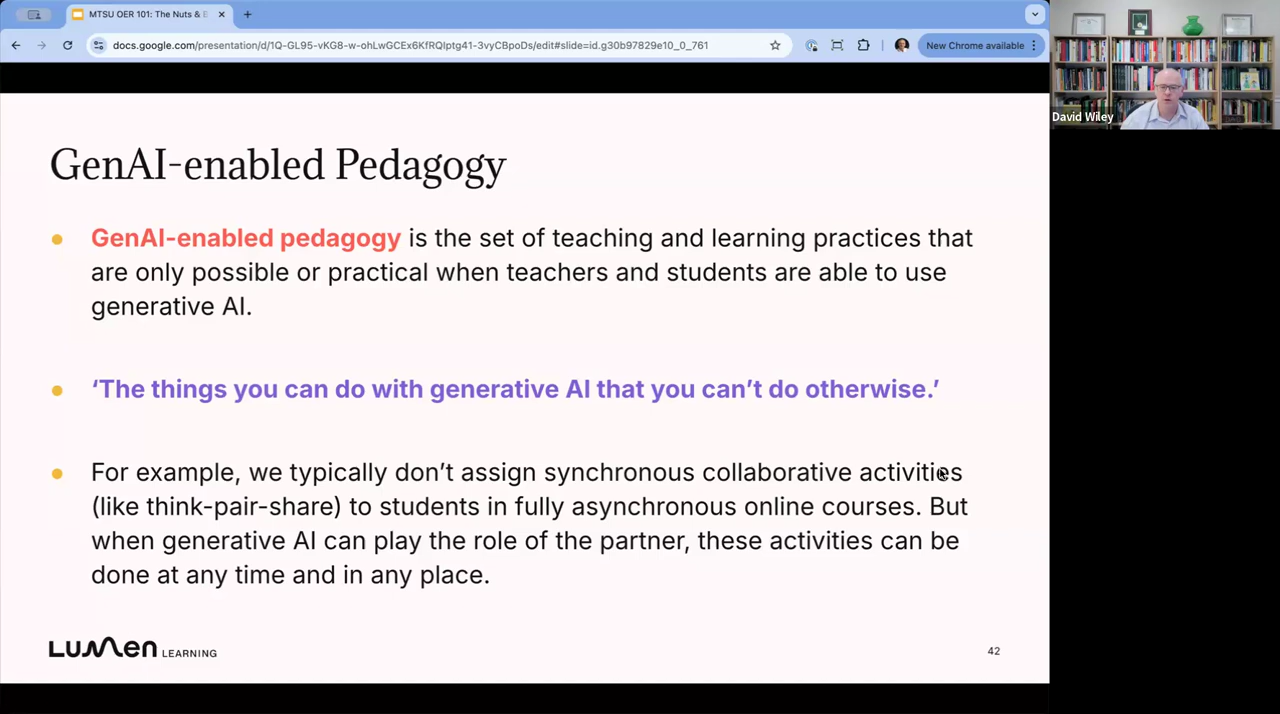 MTSU OER 101: The Nuts & B
docs.google.com/presentation/d/1Q-GL95-vKG8-w-ohLwGCEx6KfRQlptg41-3vyCBpoDs/edit#slide=id.g30b97829e10_0_761
New Chrome available
David Wiley
GenAI-enabled Pedagogy
GenAI-enabled pedagogy is the set of teaching and learning practices that
are only possible or practical when teachers and students are able to use
generative AI.
‘The things you can do with generative AI that you can’t do otherwise.’
For example, we typically don’t assign synchronous collaborative activities
(like think-pair-share) to students in fully asynchronous online courses. But
when generative AI can play the role of the partner, these activities can be
done at any time and in any place.
LUMEN LEARNING
42